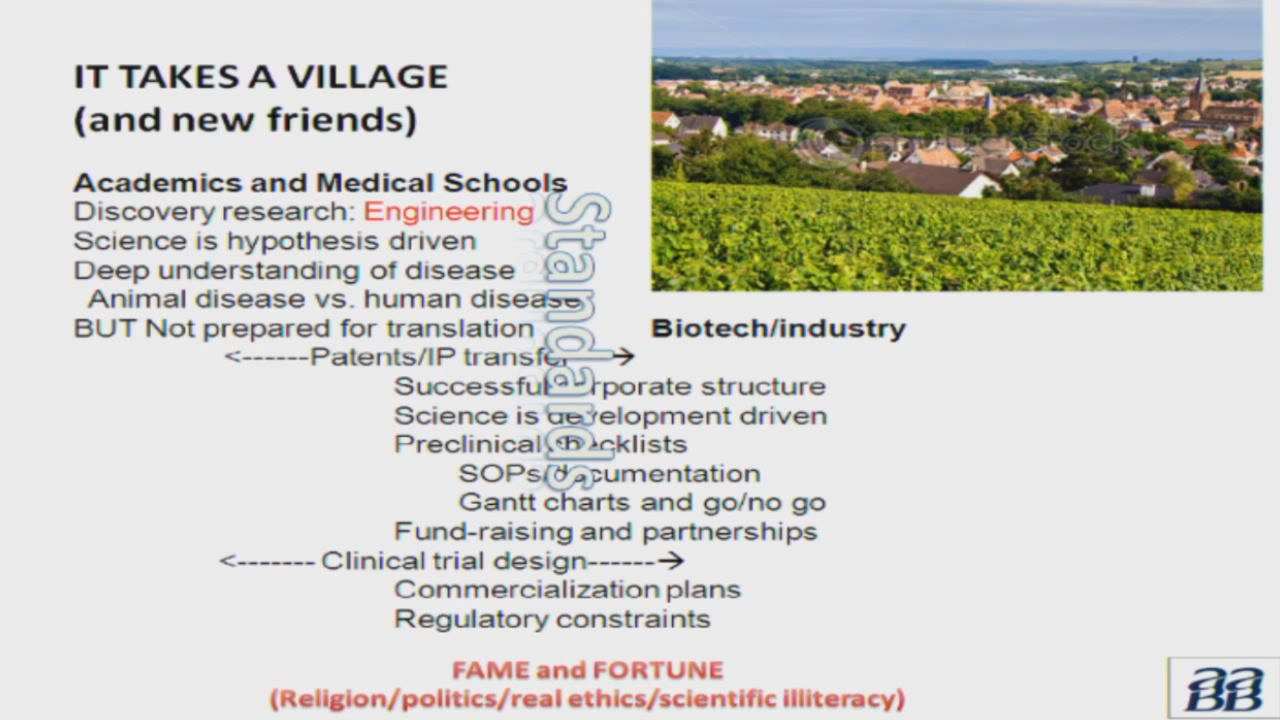 IT TAKES A VILLAGE
(and new friends)
Academics and Medical Schools
Discovery research: Engineering
Science is hypothesis driven
Deep understanding of disease
Animal disease vs. human disease
BUT Not prepared for translation
Biotech/industry
<------Patents/IP transfer →
Successful corporate structure
Science is development driven
Preclinical checklists
SOPs/documentation
Gantt charts and go/no go
Fund-raising and partnerships
<------- Clinical trial design------→
Commercialization plans
Regulatory constraints
Standards
FAME and FORTUNE
(Religion/politics/real ethics/scientific illiteracy)
aaBB